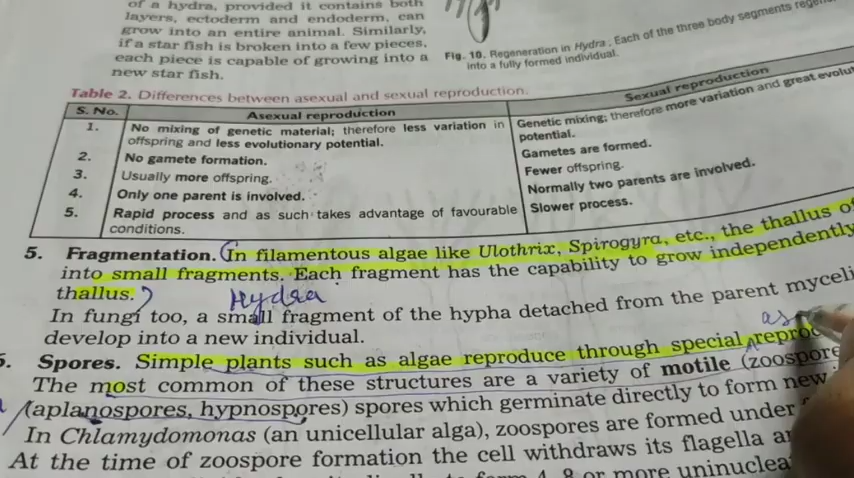 of a hydra, provided it contains both
layers, ectoderm and endoderm, can
grow into an entire animal. Similarly,
if a star fish is broken into a few pieces,
each piece is capable of growing into a
new star fish.
Fig. 10. Regeneration in Hydra; Each of the three body segments
into a fully formed individual.
Table 2. Differences between asexual and sexual reproduction.
S. No. Asexual reproduction Sexual reproduction
1. No mixing of genetic material; therefore less variation in offspring and less evolutionary potential. Genetic mixing; therefore more variation and great potential.
2. No gamete formation. Gametes are formed.
3. Usually more offspring. Fewer offspring.
4. Only one parent is involved. Normally two parents are involved.
5. Rapid process and as such takes advantage of favourable conditions. Slower process.
5. Fragmentation. (In filamentous algae like Ulothrix, Spirogyra, etc., the thallus
into small fragments. Each fragment has the capability to grow independently
thallus.) Hydra
In fungi too, a small fragment of the hypha detached from the parent
develop into a new individual.
as
Spores. Simple plants such as algae reproduce through special
The most common of these structures are a variety of motile (zoospore
(aplanospores, hypnospores) spores which germinate directly to form new
In Chlamydomonas (an unicellular alga), zoospores are formed under
At the time of zoospore formation the cell withdraws its flagella
4, 8 or more